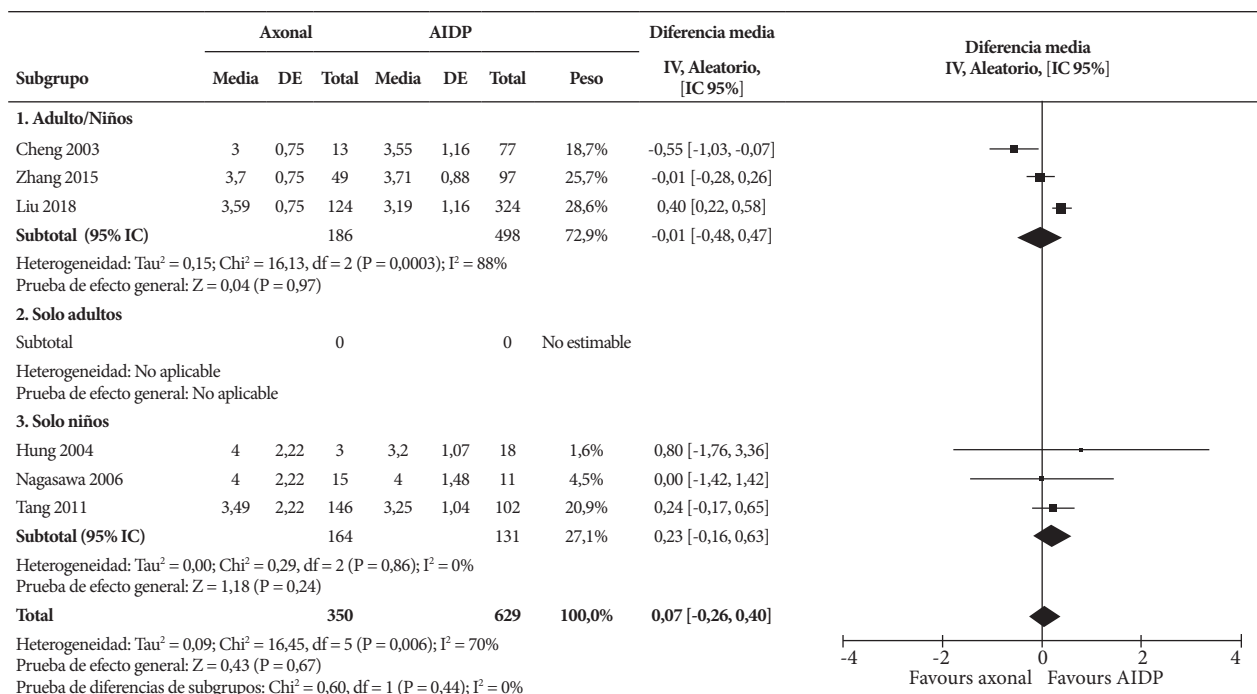 Axonal AIDP Diferencia media Diferencia media
Subgrupo Media DE Total Media DE Total Peso IV, Aleatorio, [IC 95%] IV, Aleatorio, [IC 95%]
1. Adulto/Niños
Cheng 2003 3 0,75 13 3,55 1,16 77 18,7% -0,55 [-1,03, -0,07]
Zhang 2015 3,7 0,75 49 3,71 0,88 97 25,7% -0,01 [-0,28, 0,26]
Liu 2018 3,59 0,75 124 3,19 1,16 324 28,6% 0,40 [0,22, 0,58]
Subtotal (95% IC) 186 498 72,9% -0,01 [-0,48, 0,47]
Heterogeneidad: Tau² = 0,15; Chi² = 16,13, df = 2 (P = 0,0003); I² = 88%
Prueba de efecto general: Z = 0,04 (P = 0,97)
2. Solo adultos
Subtotal 0 0 No estimable
Heterogeneidad: No aplicable
Prueba de efecto general: No aplicable
3. Solo niños
Hung 2004 4 2,22 3 3,2 1,07 18 1,6% 0,80 [-1,76, 3,36]
Nagasawa 2006 4 2,22 15 4 1,48 11 4,5% 0,00 [-1,42, 1,42]
Tang 2011 3,49 2,22 146 3,25 1,04 102 20,9% 0,24 [-0,17, 0,65]
Subtotal (95% IC) 164 131 27,1% 0,23 [-0,16, 0,63]
Heterogeneidad: Tau² = 0,00; Chi² = 0,29, df = 2 (P = 0,86); I² = 0%
Prueba de efecto general: Z = 1,18 (P = 0,24)
Total 350 629 100,0% 0,07 [-0,26, 0,40]
Heterogeneidad: Tau² = 0,09; Chi² = 16,45, df = 5 (P = 0,006); I² = 70%
Prueba de efecto general: Z = 0,43 (P = 0,67)
Prueba de diferencias de subgrupos: Chi² = 0,60, df = 1 (P = 0,44); I² = 0%
-4 -2 0 2 4
Favours axonal Favours AIDP